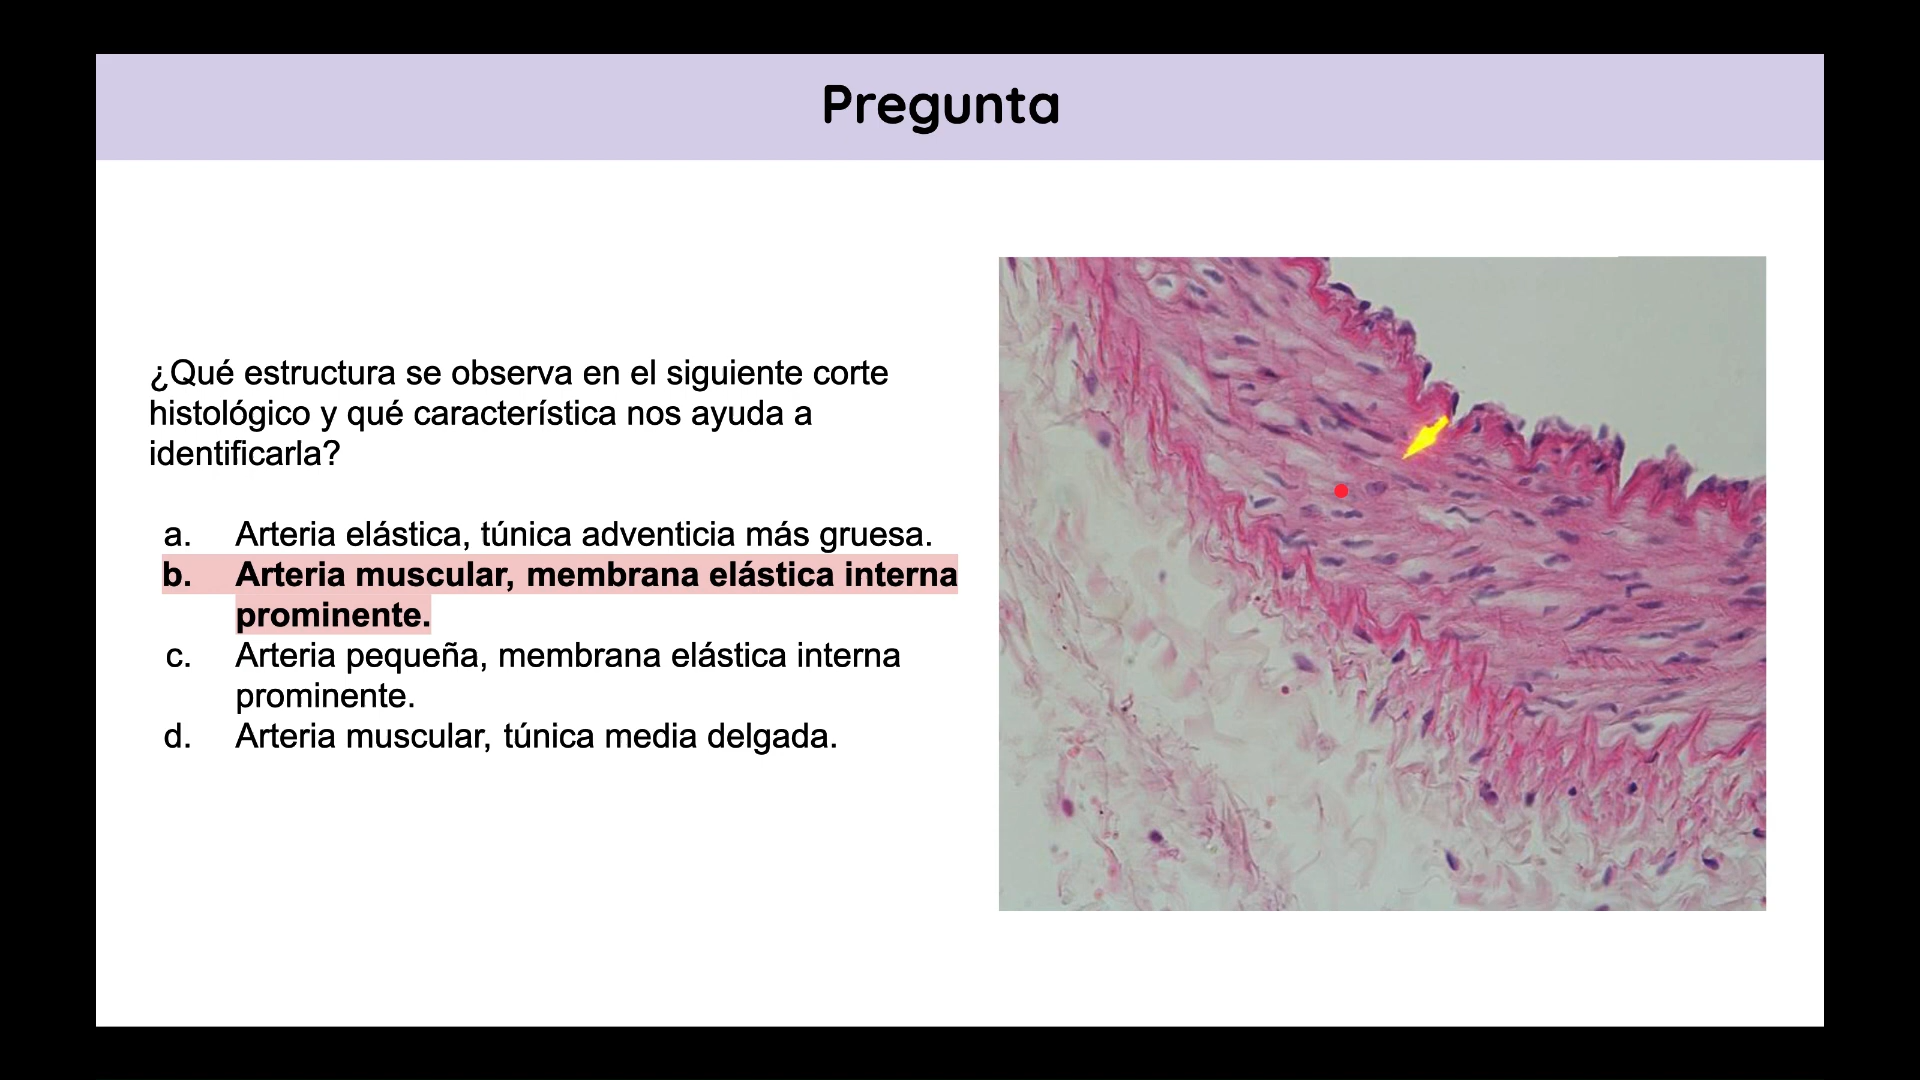 Pregunta
¿Qué estructura se observa en el siguiente corte
histológico y qué característica nos ayuda a
identificarla?
a. Arteria elástica, túnica adventicia más gruesa.
b. Arteria muscular, membrana elástica interna
prominente.
c. Arteria pequeña, membrana elástica interna
prominente.
d. Arteria muscular, túnica media delgada.